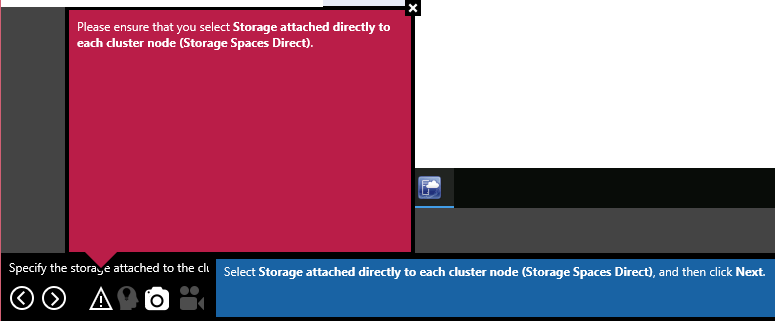 Please ensure that you select Storage attached directly to
each cluster node (Storage Spaces Direct).
Specify the storage attached to the clu
Select Storage attached directly to each cluster node (Storage Spaces Direct), and then click Next.